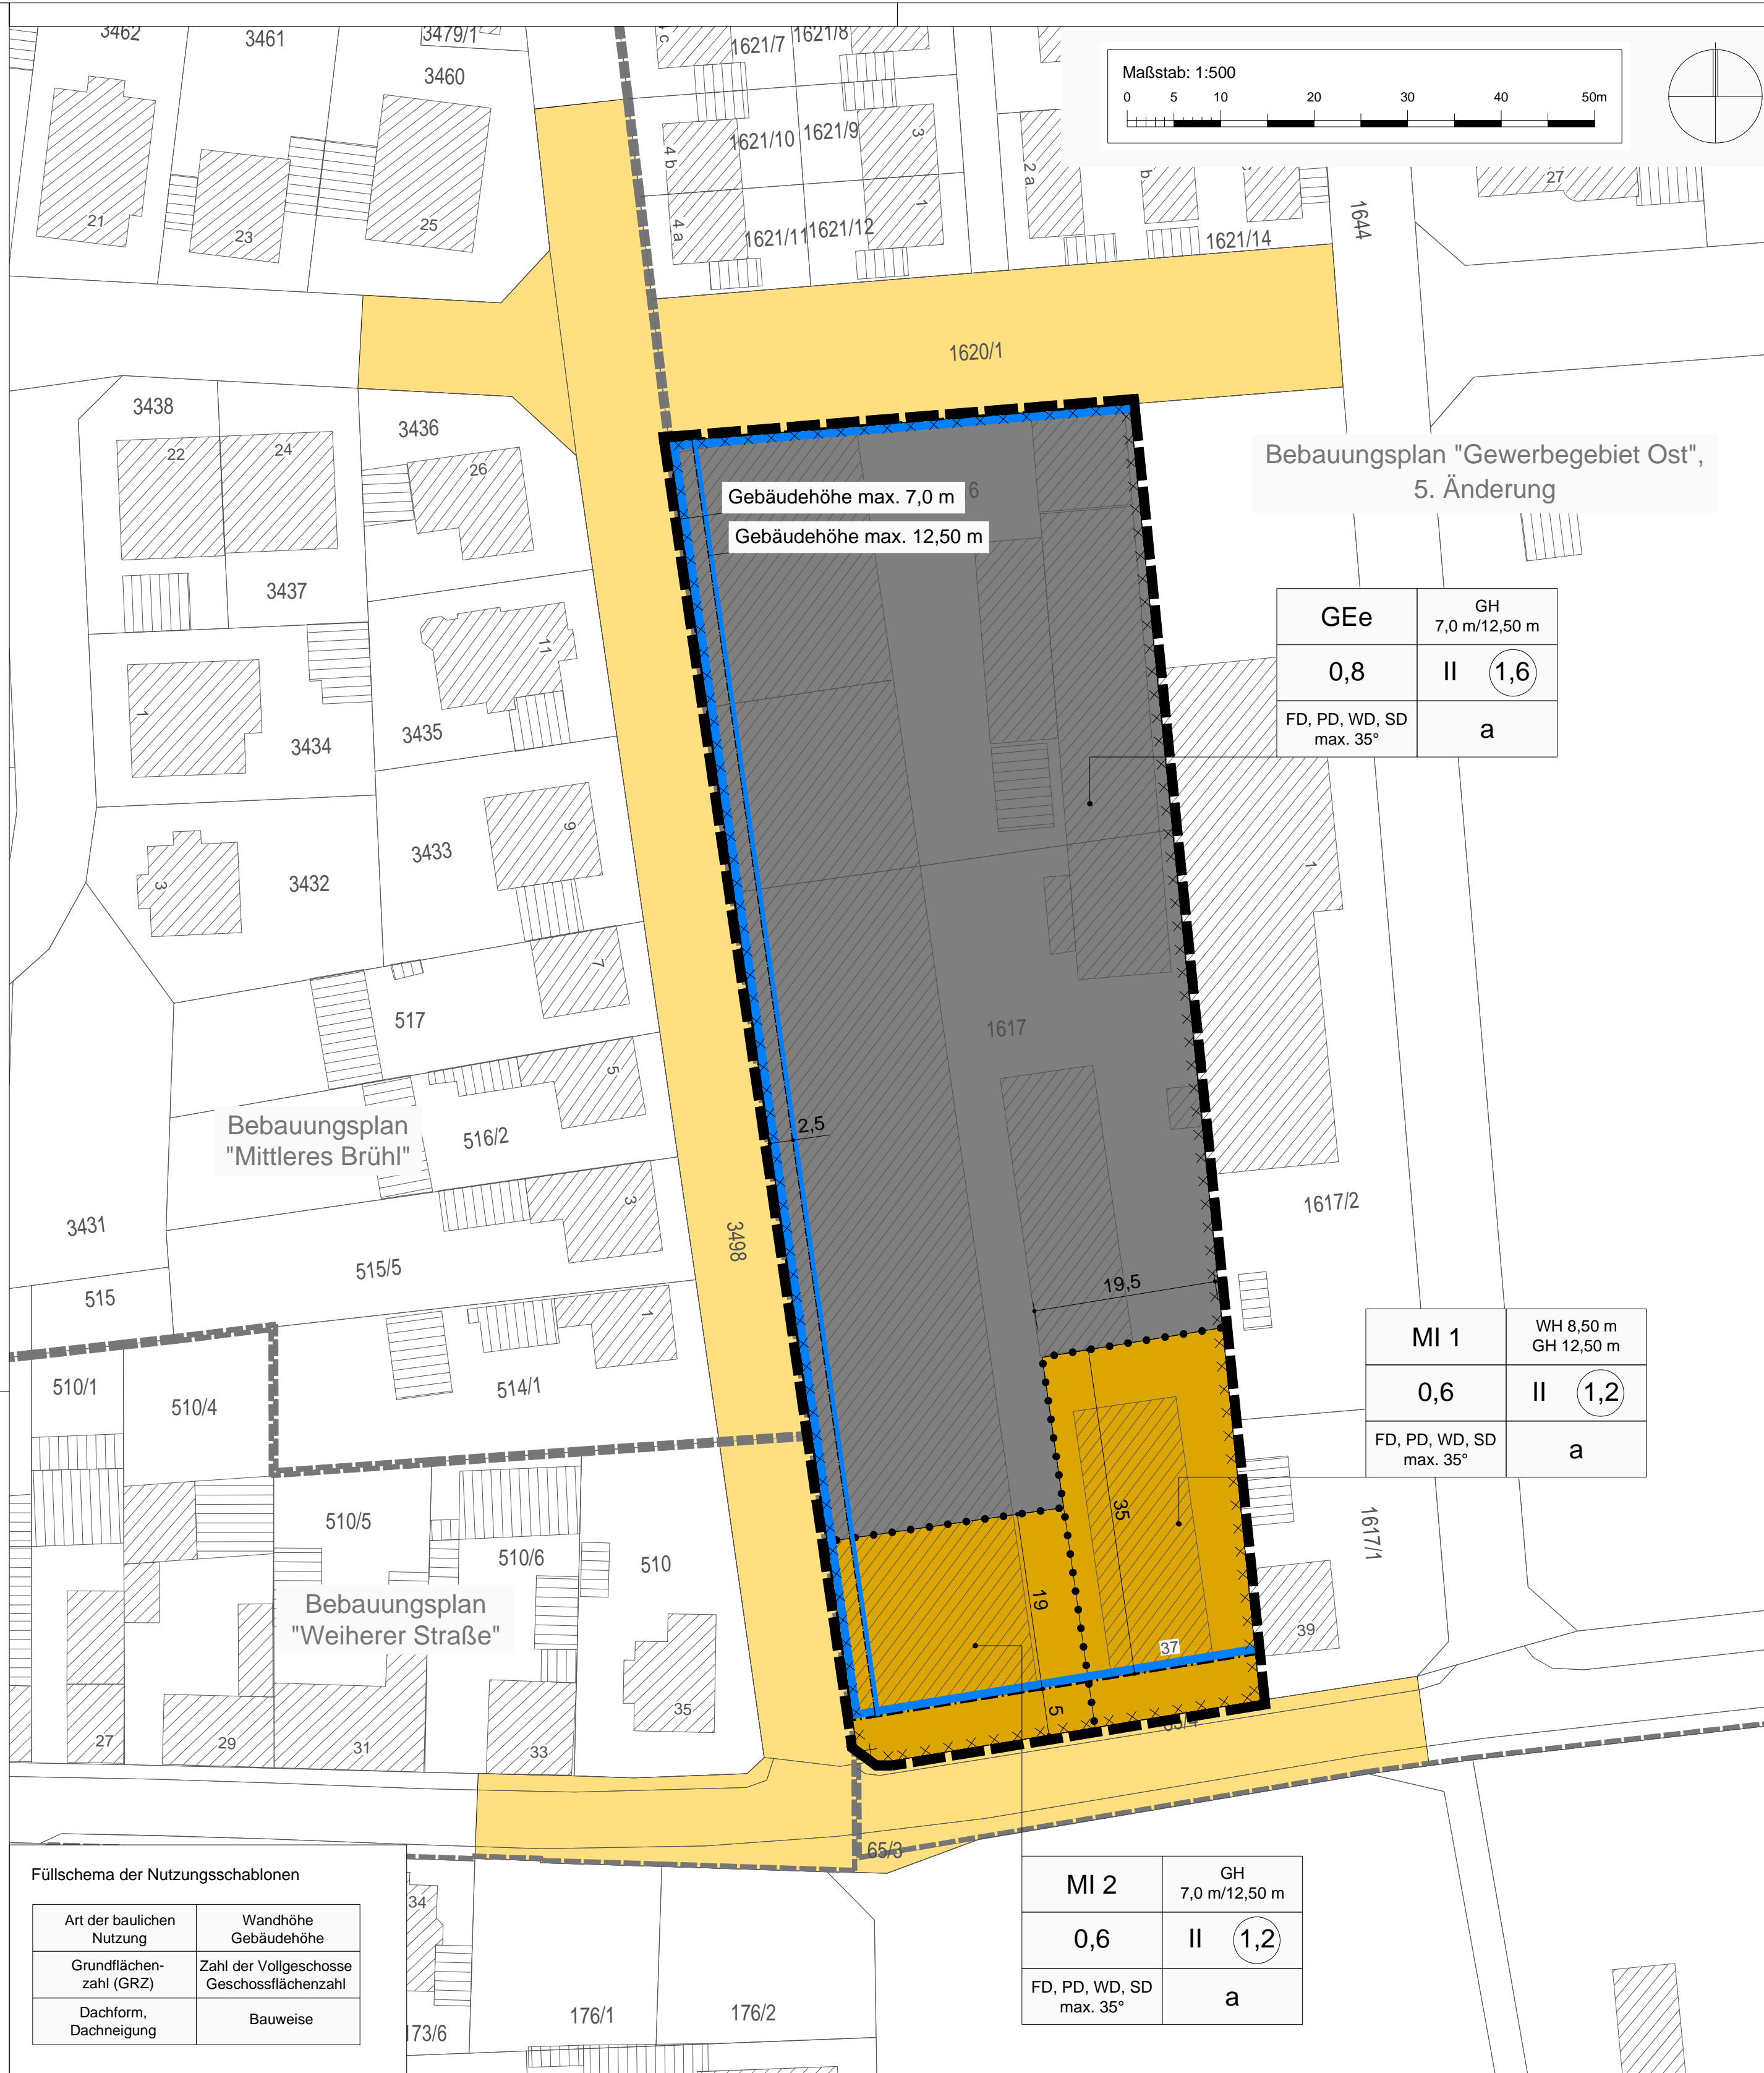 3462
3461
3479/1
3460
1621/7
1621/8
4 c
Maßstab: 1:500
0 5 10 20 30 40 50m
1621/10
1621/9
3
4 b
4 a
1
1621/11
1621/12
2 a
b
1621/14
1644
27
21
23
25
1620/1
3438
3436
22
24
26
3437
Bebauungsplan "Gewerbegebiet Ost",
5. Änderung
Gebäudehöhe max. 7,0 m
6
Gebäudehöhe max. 12,50 m
GEe
GH
7,0 m/12,50 m
0,8
II
1,6
FD, PD, WD, SD
max. 35°
a
11
1
3434
3435
3433
9
3
3432
1
7
517
1617
5
Bebauungsplan
"Mittleres Brühl"
516/2
2,5
3
3431
3498
1617/2
515/5
19,5
515
1
MI 1
WH 8,50 m
GH 12,50 m
0,6
II
1,2
FD, PD, WD, SD
max. 35°
a
510/1
510/4
514/1
35
510/5
510/6
510
1617/1
Bebauungsplan
"Weiherer Straße"
19
37
39
35
5
27
29
31
33
65/4
65/3
Füllschema der Nutzungsschablonen
Art der baulichen
Nutzung
Wandhöhe
Gebäudehöhe
Grundflächen-
zahl (GRZ)
Zahl der Vollgeschosse
Geschossflächenzahl
Dachform,
Dachneigung
Bauweise
34
173/6
176/1
176/2
MI 2
GH
7,0 m/12,50 m
0,6
II
1,2
FD, PD, WD, SD
max. 35°
a